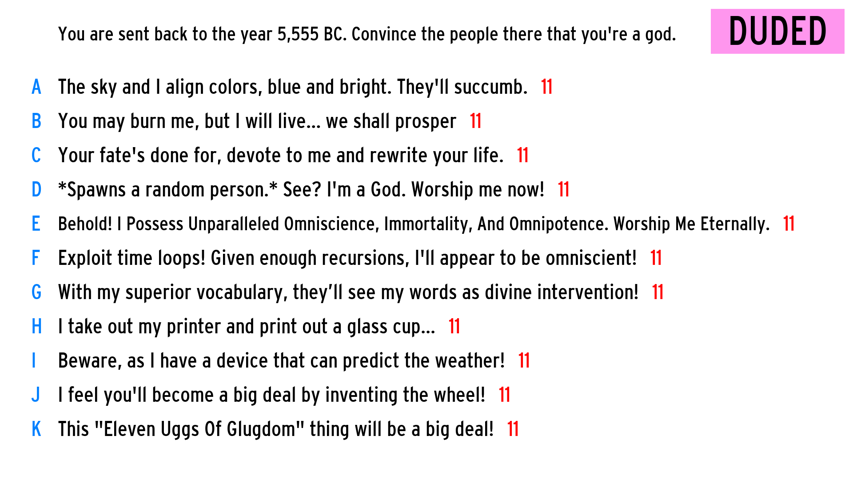 You are sent back to the year 5,555 BC. Convince the people there that you're a god.
DUDED
A The sky and I align colors, blue and bright. They'll succumb. 11
B You may burn me, but I will live... we shall prosper 11
C Your fate's done for, devote to me and rewrite your life. 11
D *Spawns a random person.* See? I'm a God. Worship me now! 11
E Behold! I Possess Unparalleled Omniscience, Immortality, And Omnipotence. Worship Me Eternally. 11
F Exploit time loops! Given enough recursions, I'll appear to be omniscient! 11
G With my superior vocabulary, they’ll see my words as divine intervention! 11
H I take out my printer and print out a glass cup... 11
I Beware, as I have a device that can predict the weather! 11
J I feel you'll become a big deal by inventing the wheel! 11
K This "Eleven Uggs Of Glugdom" thing will be a big deal! 11